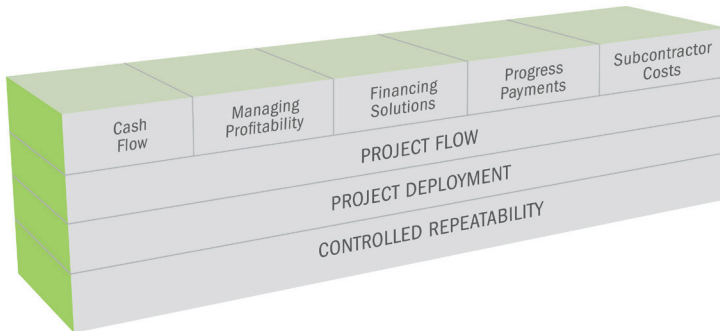 Cash
Flow
Managing
Profitability
Financing
Solutions
Progress
Payments
Subcontractor
Costs
PROJECT FLOW
PROJECT DEPLOYMENT
CONTROLLED REPEATABILITY